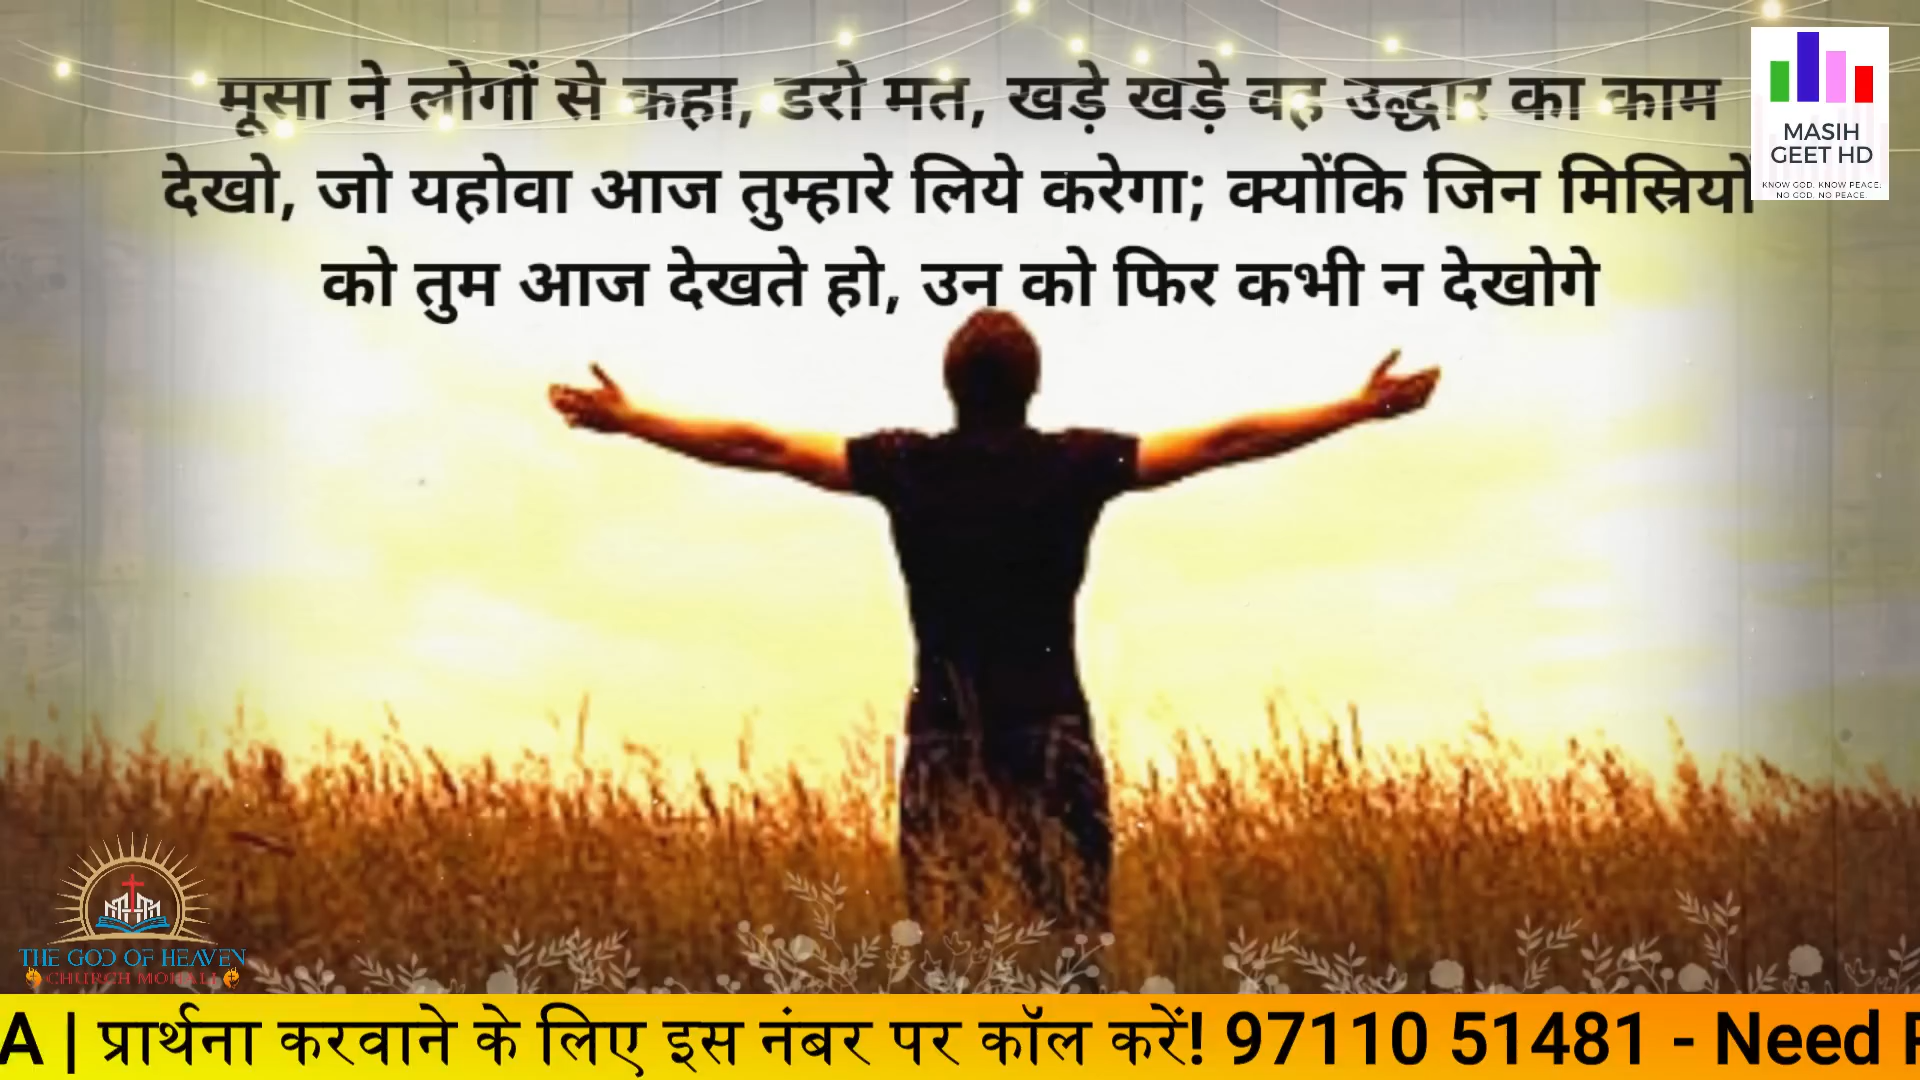 मूसा ने लोगों से कहा, डरो मत, खड़े खड़े वह उद्धार का काम
देखो, जो यहोवा आज तुम्हारे लिये करेगा; क्योंकि जिन मिस्रियों
को तुम आज देखते हो, उन को फिर कभी न देखोगे
MASIH
GEET HD
KNOW GOD, KNOW PEACE.
NO GOD, NO PEACE.
THE GOD OF HEAVEN
CHURCH MOHALI
A | प्रार्थना करवाने के लिए इस नंबर पर कॉल करें! 97110 51481 - Need